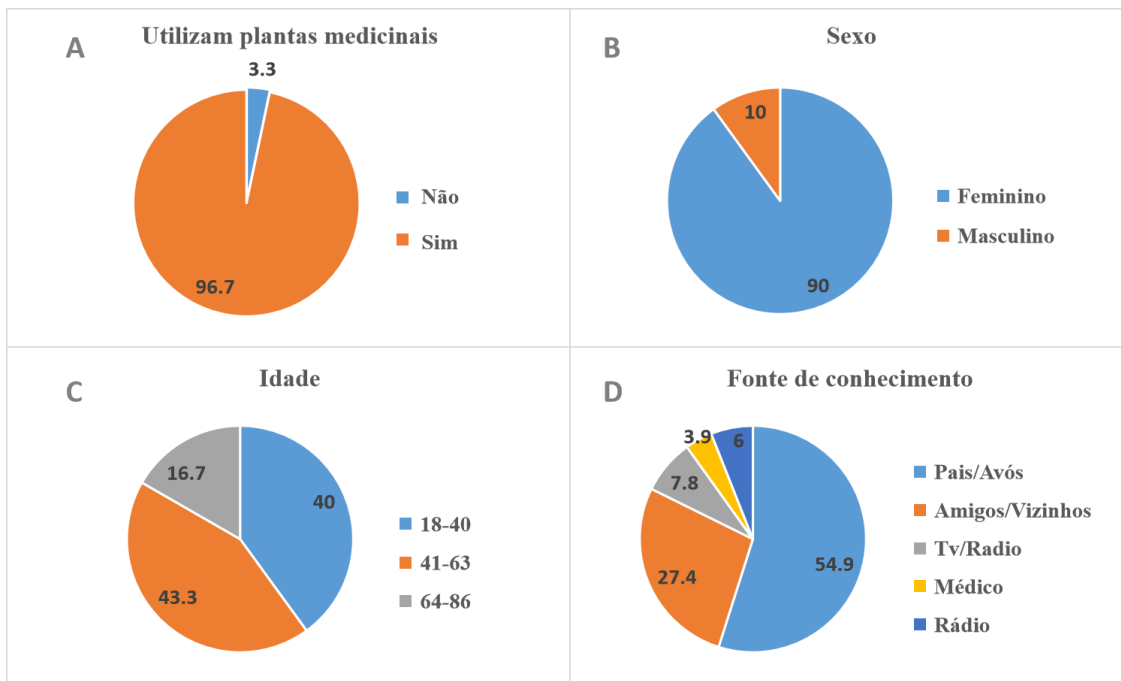 A
Utilizam plantas medicinais
3.3
96.7
Não
Sim
B
Sexo
10
90
Feminino
Masculino
C
Idade
16.7
40
43.3
18-40
41-63
64-86
D
Fonte de conhecimento
3.9
6
7.8
27.4
54.9
Pais/Avós
Amigos/Vizinhos
Tv/Radio
Médico
Rádio